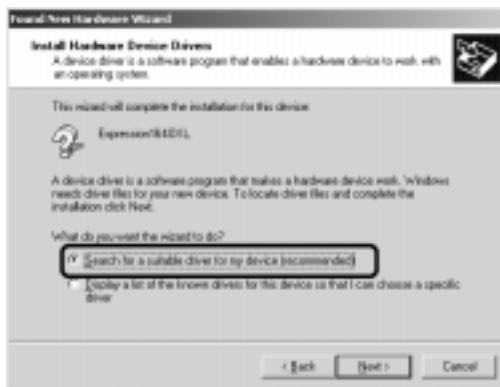 Found New Hardware Wizard
Install Hardware Device Drivers
A device driver is a software program that enables a hardware device to work with
an operating system.
This wizard will complete the installation for this device:
Expression1640XL
A device driver is a software program that makes a hardware device work. Windows
needs driver files for your new device. To locate driver files and complete the
installation click Next.
What do you want the wizard to do?
Search for a suitable driver for my device (recommended)
Display a list of the known drivers for this device so that I can choose a specific
driver
< Back
Next >
Cancel